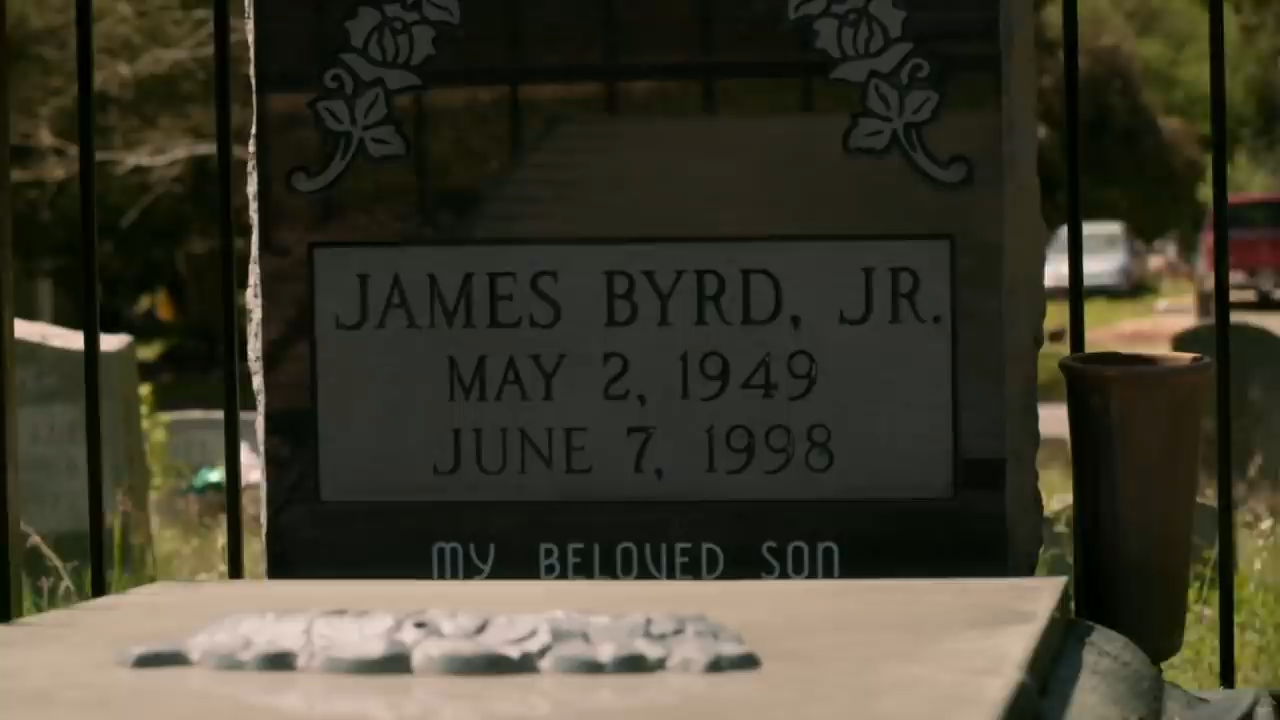 JAMES BYRD, JR.
MAY 2, 1949
JUNE 7, 1998
MY BELOVED SON